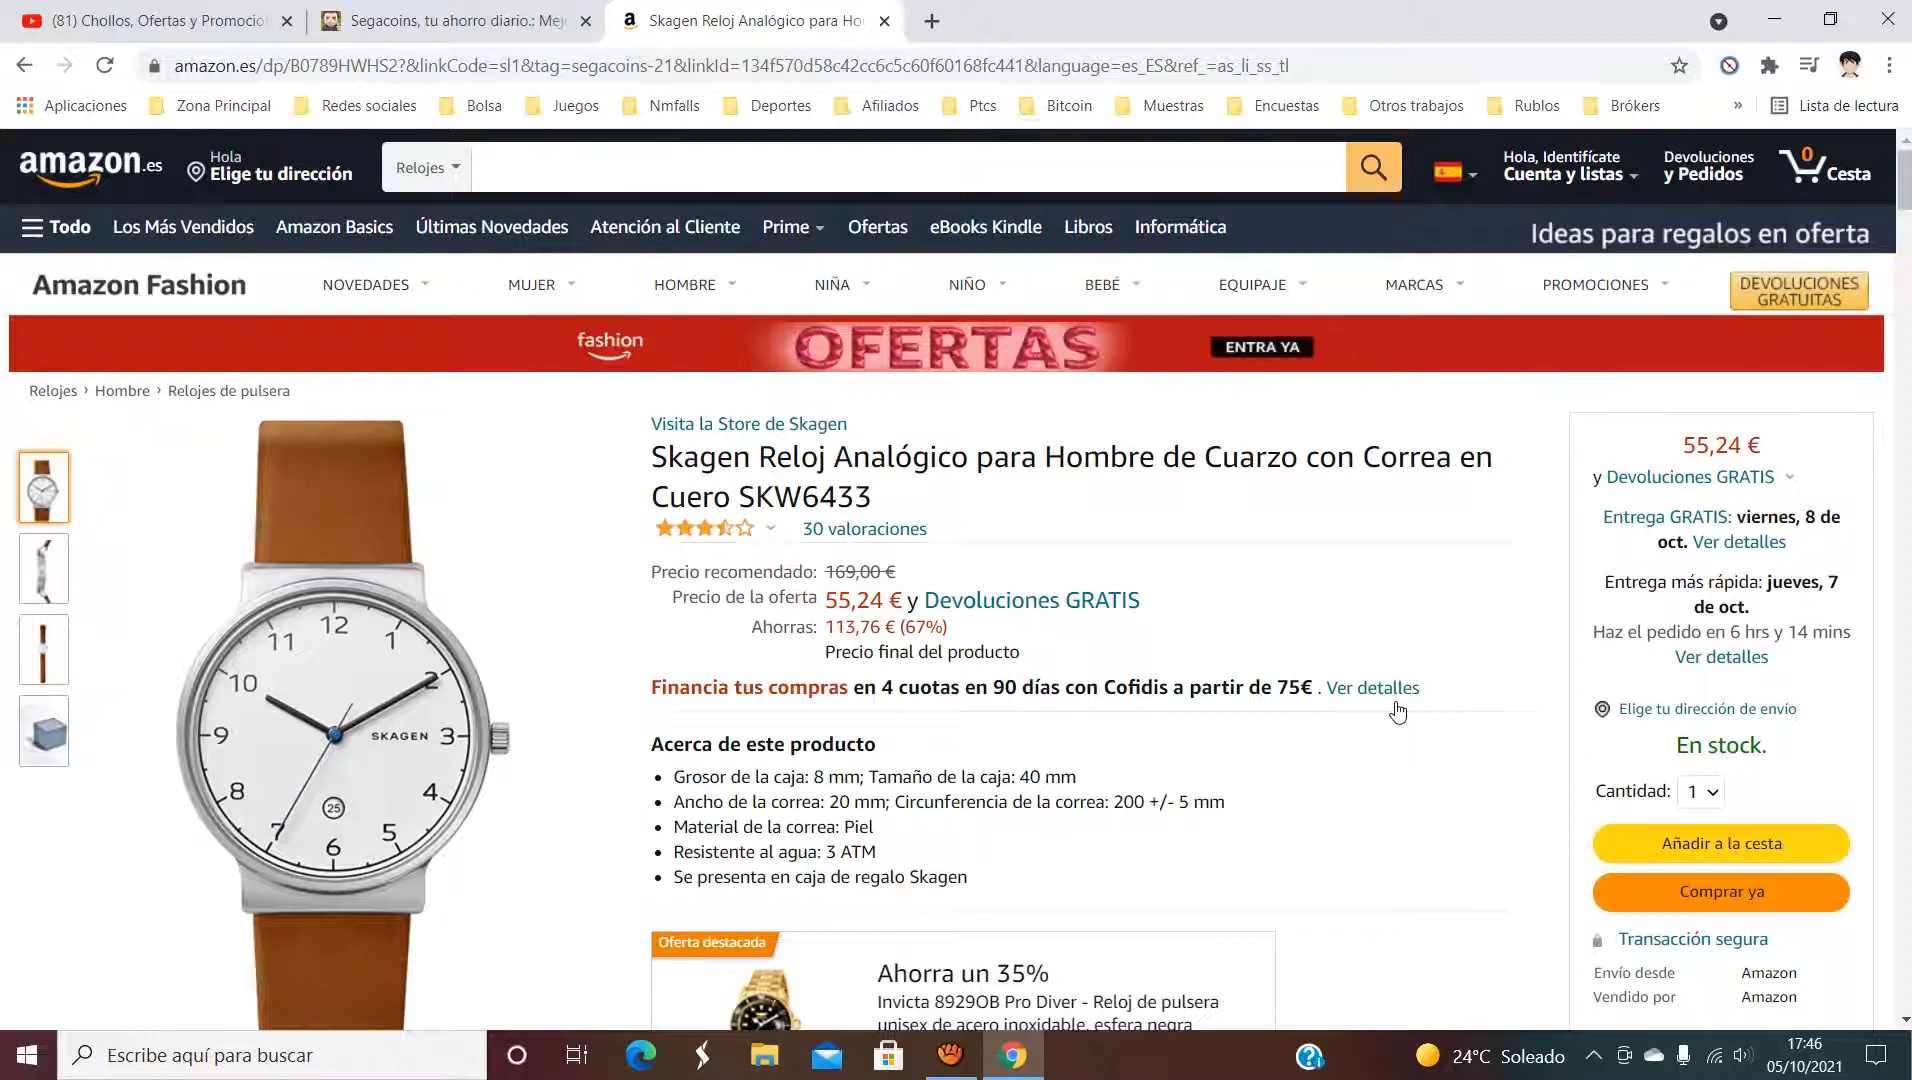 (81) Chollos, Ofertas y Promocio
Segacoins, tu ahorro diario.: Mej
Skagen Reloj Analógico para Ho
amazon.es/dp/B0789HWHS2?&linkCode=sl1&tag=segacoins-21&linkId=134f570d58c42cc6c5c60f60168fc441&language=es_ES&ref_=as_li_ss_tl
Aplicaciones Zona Principal Redes sociales Bolsa Juegos Nmfalls Deportes Afiliados Ptcs Bitcoin Muestras Encuestas Otros trabajos Rublos Brókers » Lista de lectura
amazon.es
Hola
Elige tu dirección
Relojes
Hola, Identifícate
Cuenta y listas
Devoluciones
y Pedidos
0
Cesta
Todo Los Más Vendidos Amazon Basics Últimas Novedades Atención al Cliente Prime Ofertas eBooks Kindle Libros Informática
Ideas para regalos en oferta
Amazon Fashion
NOVEDADES MUJER HOMBRE NIÑA NIÑO BEBÉ EQUIPAJE MARCAS PROMOCIONES
DEVOLUCIONES
GRATUITAS
fashion OFERTAS ENTRA YA
Relojes › Hombre › Relojes de pulsera
12
11 1
10 2
9 SKAGEN 3
8 4
25
7 5
6
Visita la Store de Skagen
Skagen Reloj Analógico para Hombre de Cuarzo con Correa en
Cuero SKW6433
30 valoraciones
Precio recomendado: 169,00 €
Precio de la oferta 55,24 € y Devoluciones GRATIS
Ahorras: 113,76 € (67%)
Precio final del producto
Financia tus compras en 4 cuotas en 90 días con Cofidis a partir de 75€ . Ver detalles
Acerca de este producto
• Grosor de la caja: 8 mm; Tamaño de la caja: 40 mm
• Ancho de la correa: 20 mm; Circunferencia de la correa: 200 +/- 5 mm
• Material de la correa: Piel
• Resistente al agua: 3 ATM
• Se presenta en caja de regalo Skagen
Oferta destacada
Ahorra un 35%
Invicta 8929OB Pro Diver - Reloj de pulsera
unisex de acero inoxidable, esfera negra
55,24 €
y Devoluciones GRATIS
Entrega GRATIS: viernes, 8 de
oct. Ver detalles
Entrega más rápida: jueves, 7
de oct.
Haz el pedido en 6 hrs y 14 mins
Ver detalles
Elige tu dirección de envío
En stock.
Cantidad: 1
Añadir a la cesta
Comprar ya
Transacción segura
Envío desde Amazon
Vendido por Amazon
Escribe aquí para buscar
24°C Soleado
17:46
05/10/2021